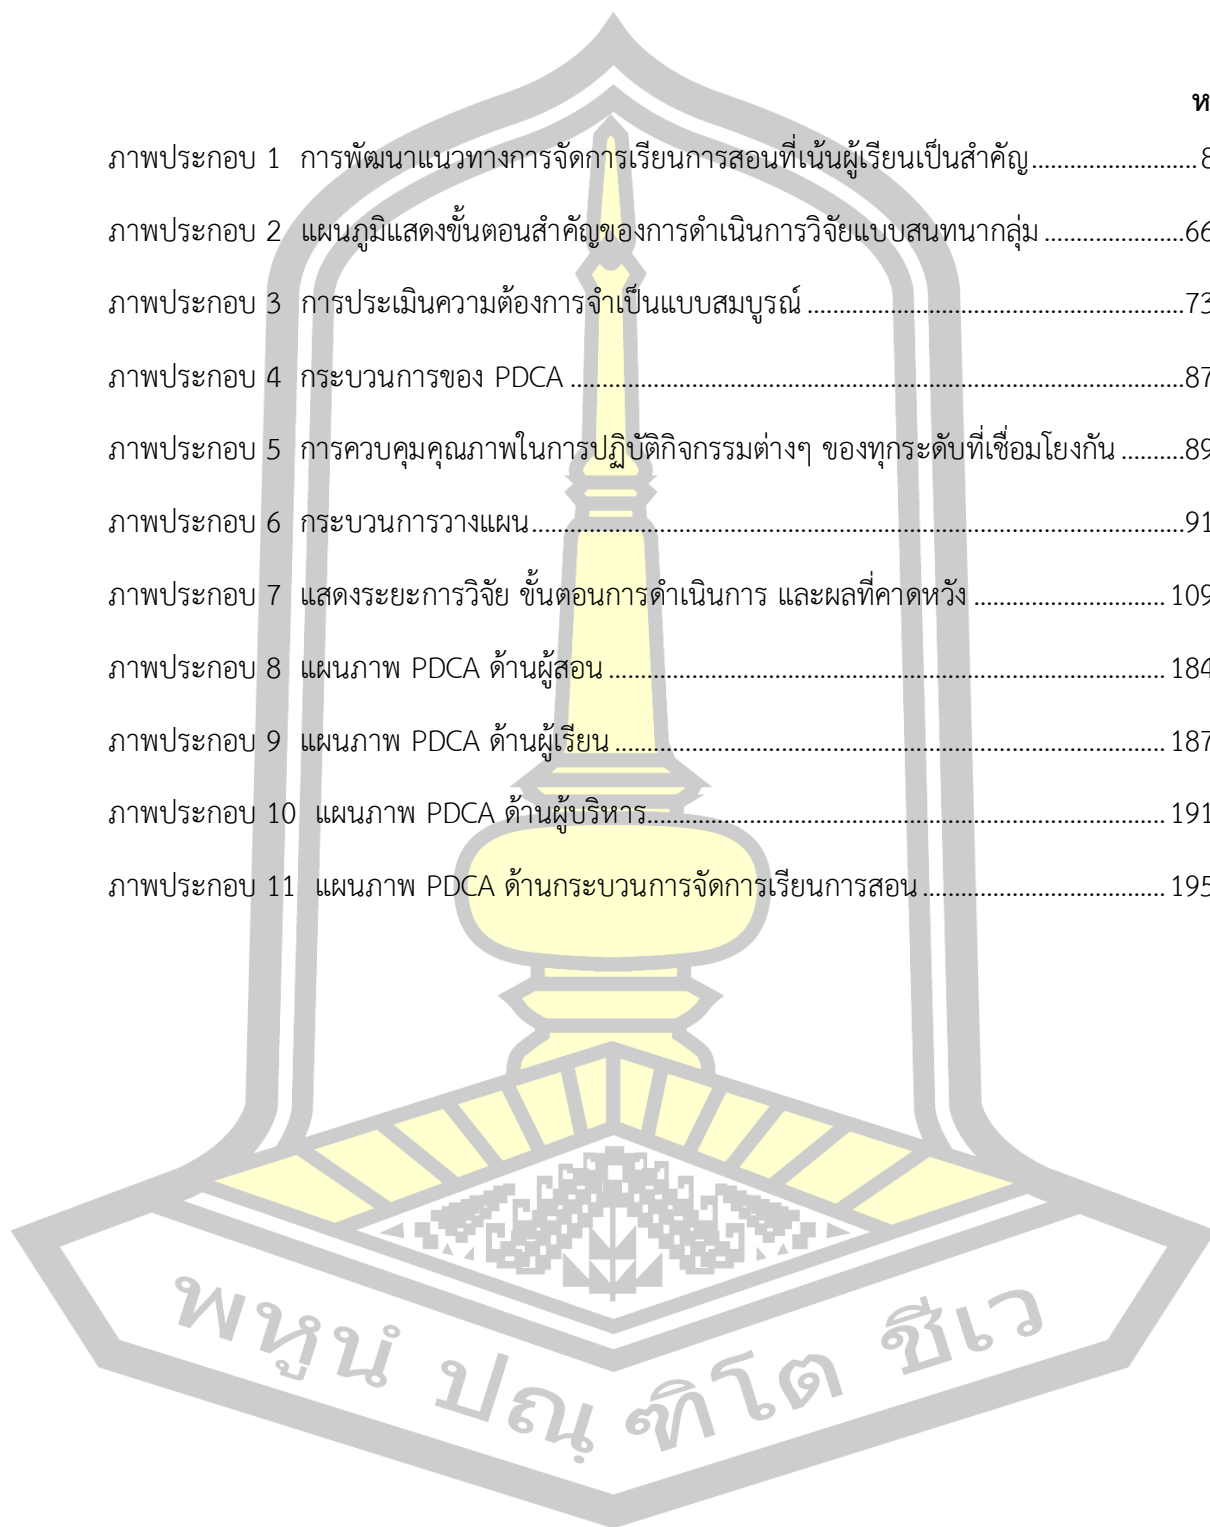 ห
ภาพประกอบ 1 การพัฒนาแนวทางการจัดการเรียนการสอนที่เน้นผู้เรียนเป็นสำคัญ.....................8
ภาพประกอบ 2 แผนภูมิแสดงขั้นตอนสำคัญของการดำเนินการวิจัยแบบสนทนากลุ่ม..................66
ภาพประกอบ 3 การประเมินความต้องการจำเป็นแบบสมบูรณ์................................................73
ภาพประกอบ 4 กระบวนการของ PDCA...............................................................................87
ภาพประกอบ 5 การควบคุมคุณภาพในการปฏิบัติกิจกรรมต่างๆ ของทุกระดับที่เชื่อมโยงกัน.........89
ภาพประกอบ 6 กระบวนการวางแผน....................................................................................91
ภาพประกอบ 7 แสดงระยะการวิจัย ขั้นตอนการดำเนินการ และผลที่คาดหวัง......................... 109
ภาพประกอบ 8 แผนภาพ PDCA ด้านผู้สอน........................................................................ 184
ภาพประกอบ 9 แผนภาพ PDCA ด้านผู้เรียน....................................................................... 187
ภาพประกอบ 10 แผนภาพ PDCA ด้านผู้บริหาร................................................................... 191
ภาพประกอบ 11 แผนภาพ PDCA ด้านกระบวนการจัดการเรียนการสอน............................... 195
พหูนํ ปณฺฑิโต ชีเว